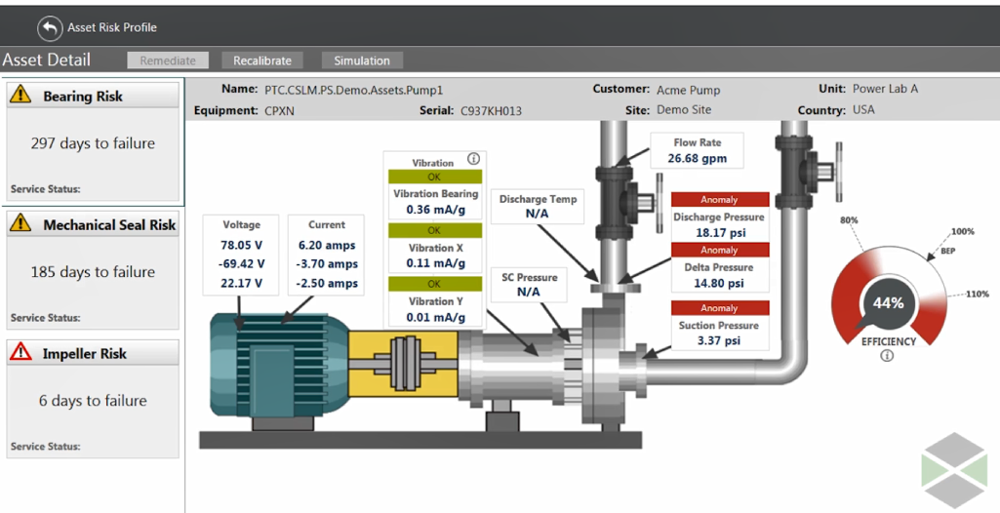 Asset Risk Profile
Asset Detail
Remediate
Recalibrate
Simulation
Bearing Risk
297 days to failure
Service Status:
Mechanical Seal Risk
185 days to failure
Service Status:
Impeller Risk
6 days to failure
Service Status:
Name: PTC.CSLM.PS.Demo.Assets.Pump1
Customer: Acme Pump
Unit: Power Lab A
Equipment: CPXN
Serial: C937KH013
Site: Demo Site
Country: USA
Voltage
78.05 V
-69.42 V
22.17 V
Current
6.20 amps
-3.70 amps
-2.50 amps
Vibration
OK
Vibration Bearing
0.36 mA/g
OK
Vibration X
0.11 mA/g
OK
Vibration Y
0.01 mA/g
Discharge Temp
N/A
SC Pressure
N/A
Flow Rate
26.68 gpm
Anomaly
Discharge Pressure
18.17 psi
Anomaly
Delta Pressure
14.80 psi
Anomaly
Suction Pressure
3.37 psi
80%
100%
BEP
110%
44%
EFFICIENCY